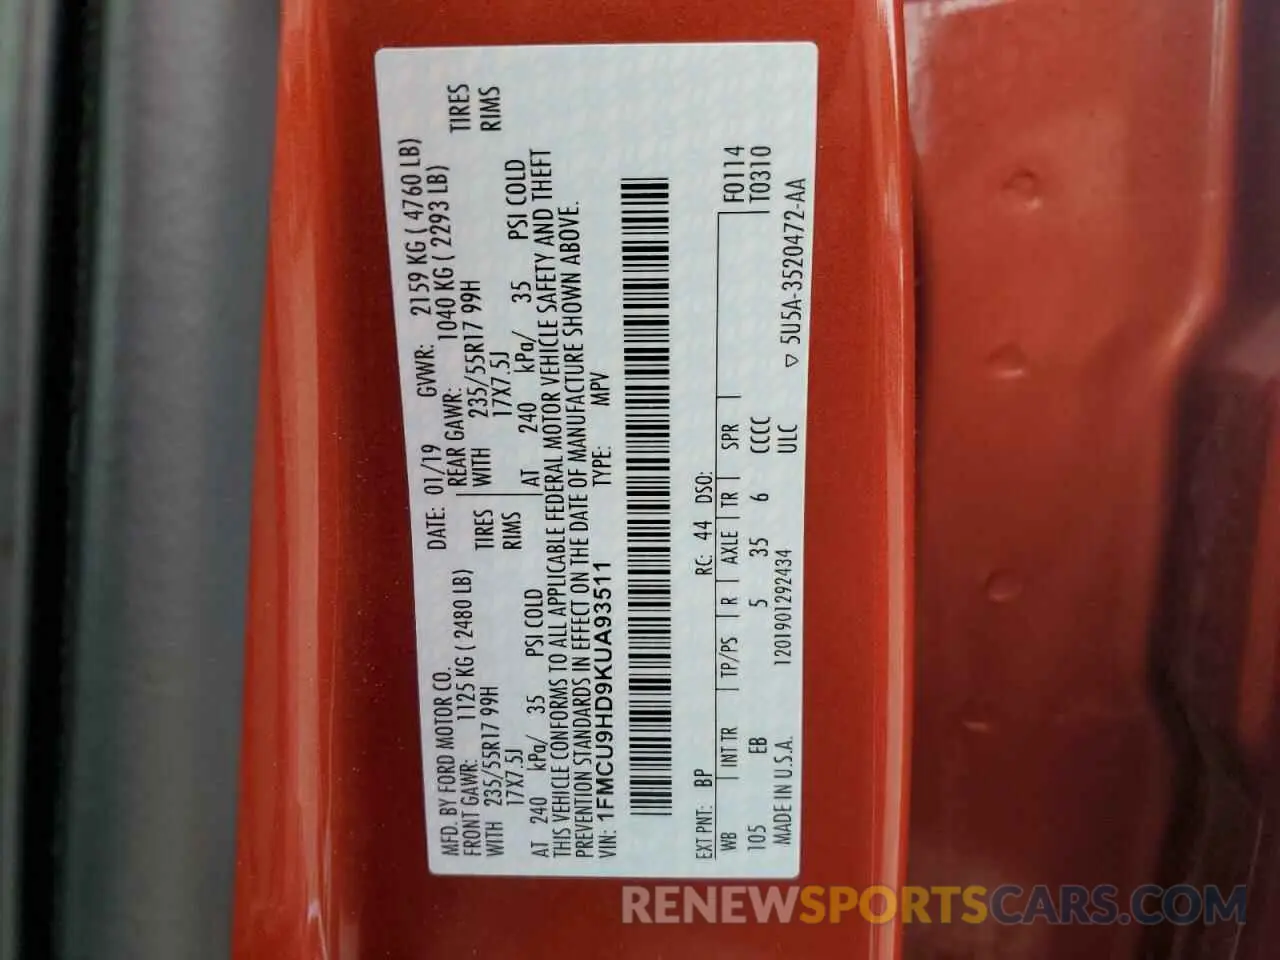 MFD. BY FORD MOTOR CO.
DATE: 01/19 GVWR: 2159 KG ( 4760 LB)
FRONT GAWR: 1125 KG ( 2480 LB) REAR GAWR: 1040 KG ( 2293 LB)
WITH 235/55R17 99H TIRES WITH 235/55R17 99H TIRES
17X7.5J RIMS 17X7.5J RIMS
AT 240 kPa/ 35 PSI COLD AT 240 kPa/ 35 PSI COLD
THIS VEHICLE CONFORMS TO ALL APPLICABLE FEDERAL MOTOR VEHICLE SAFETY AND THEFT
PREVENTION STANDARDS IN EFFECT ON THE DATE OF MANUFACTURE SHOWN ABOVE.
VIN: 1FMCU9HD9KUA93511 TYPE: MPV
EXT PNT: BP RC: 44 DSO:
WB INT TR TP/PS R AXLE TR SPR F0114
105 EB 5 35 6 CCCC T0310
MADE IN U.S.A. 1201901292434 ULC
▽ 5U5A-3520472-AA
RENEWSPORTSCARS.COM